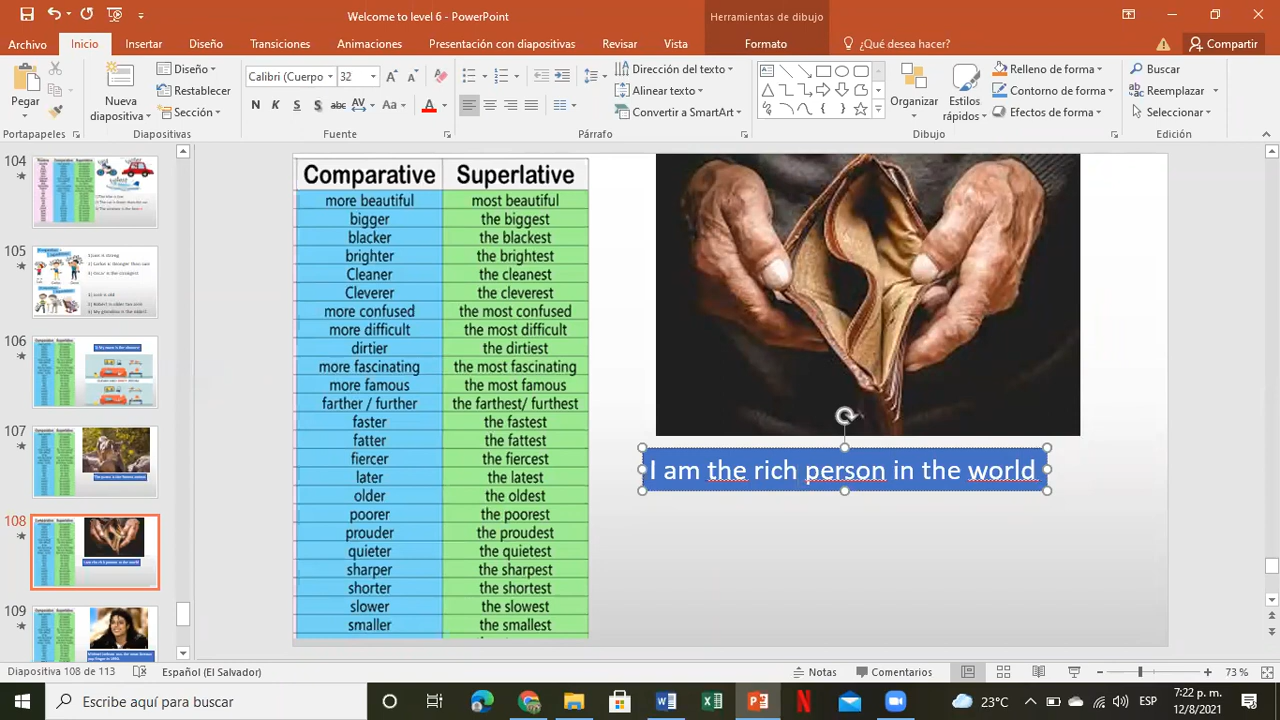 Welcome to level 6 - PowerPoint
Herramientas de dibujo
Archivo Inicio Insertar Diseño Transiciones Animaciones Presentación con diapositivas Revisar Vista Formato ¿Qué desea hacer? Compartir
Pegar
Portapapeles
Nueva diapositiva
Diseño
Restablecer
Sección
Diapositivas
Calibri (Cuerpo 32
N K S S abc AV Aa A
Fuente
Dirección del texto
Alinear texto
Convertir a SmartArt
Párrafo
Organizar
Estilos rápidos
Relleno de forma
Contorno de forma
Efectos de forma
Dibujo
Buscar
Reemplazar
Seleccionar
Edición
104
105
106
107
108
109
Comparative Superlative
more beautiful most beautiful
bigger the biggest
blacker the blackest
brighter the brightest
Cleaner the cleanest
Cleverer the cleverest
more confused the most confused
more difficult the most difficult
dirtier the dirtiest
more fascinating the most fascinating
more famous the most famous
farther / further the farthest/ furthest
faster the fastest
fatter the fattest
fiercer the fiercest
later the latest
older the oldest
poorer the poorest
prouder the proudest
quieter the quietest
sharper the sharpest
shorter the shortest
slower the slowest
smaller the smallest
I am the rich person in the world
Diapositiva 108 de 113 Español (El Salvador) Notas Comentarios 73 %
Escribe aquí para buscar
23°C ESP 7:22 p. m.
12/8/2021